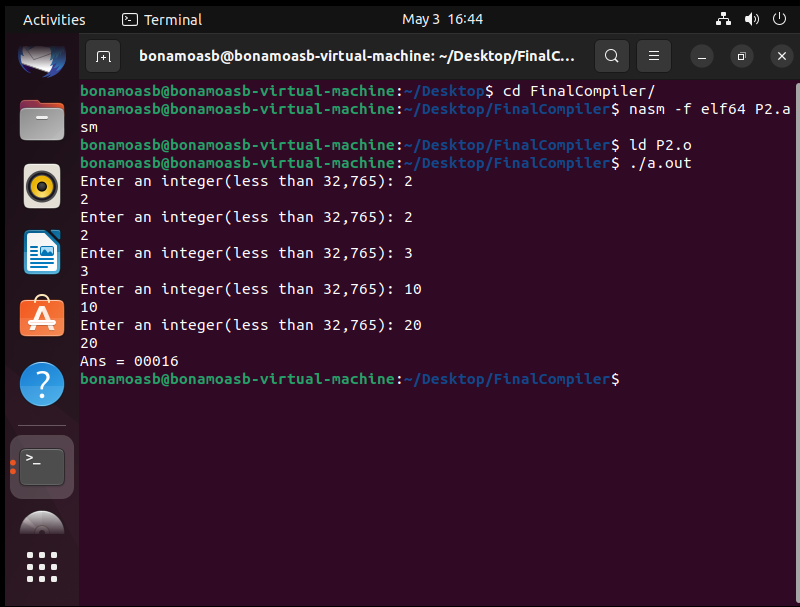 Activities Terminal May 3 16:44
bonamoasb@bonamoasb-virtual-machine: ~/Desktop/FinalC...
bonamoasb@bonamoasb-virtual-machine:~/Desktop$ cd FinalCompiler/
bonamoasb@bonamoasb-virtual-machine:~/Desktop/FinalCompiler$ nasm -f elf64 P2.a
sm
bonamoasb@bonamoasb-virtual-machine:~/Desktop/FinalCompiler$ ld P2.o
bonamoasb@bonamoasb-virtual-machine:~/Desktop/FinalCompiler$ ./a.out
Enter an integer(less than 32,765): 2
2
Enter an integer(less than 32,765): 2
2
Enter an integer(less than 32,765): 3
3
Enter an integer(less than 32,765): 10
10
Enter an integer(less than 32,765): 20
20
Ans = 00016
bonamoasb@bonamoasb-virtual-machine:~/Desktop/FinalCompiler$